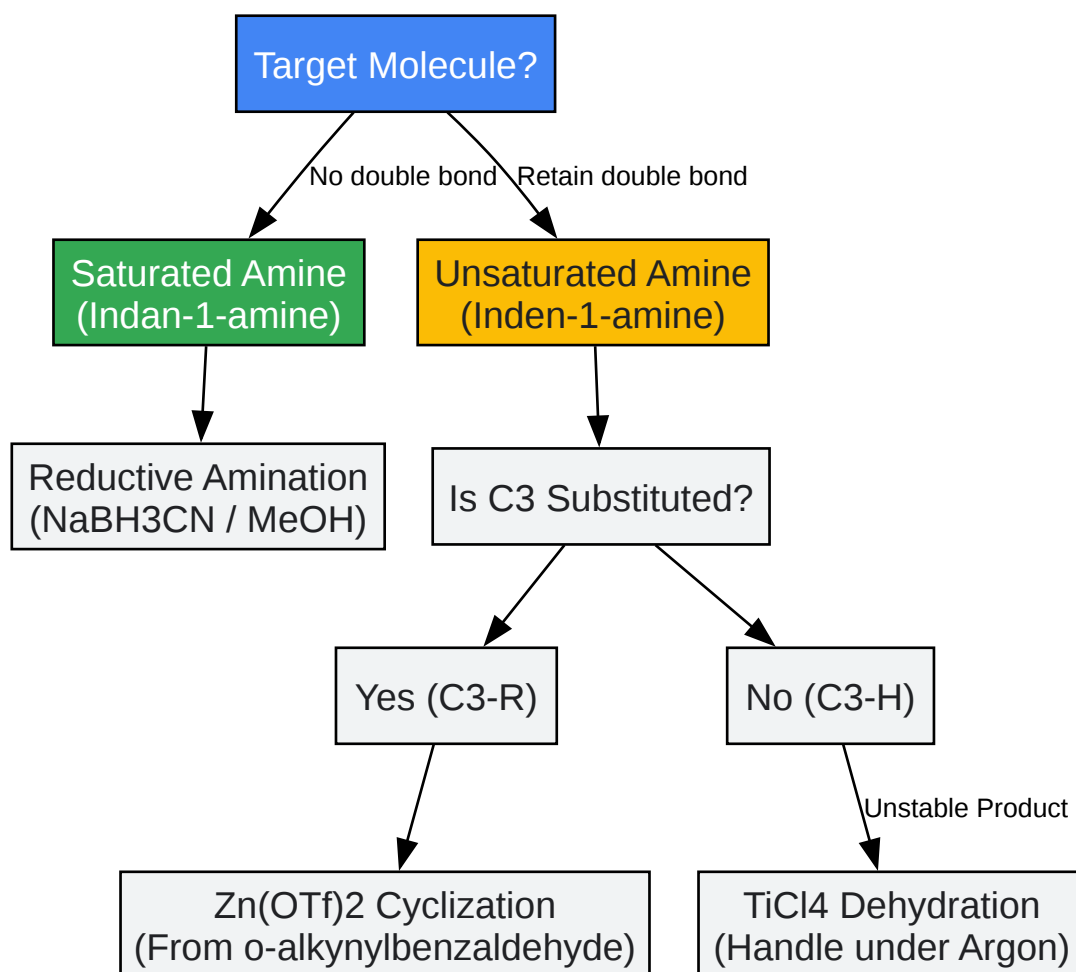 Target Molecule?
No double bond
Retain double bond
Saturated Amine
(Indan-1-amine)
Unsaturated Amine
(Inden-1-amine)
Reductive Amination
(NaBH3CN / MeOH)
Is C3 Substituted?
Yes (C3-R)
No (C3-H)
Unstable Product
Zn(OTf)2 Cyclization
(From o-alkynylbenzaldehyde)
TiCl4 Dehydration
(Handle under Argon)